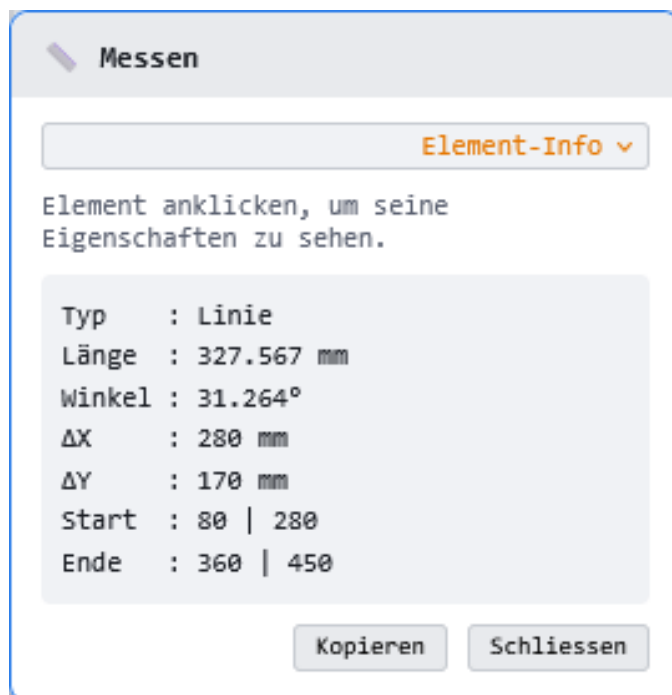 Messen
Element-Info
Element anklicken, um seine
Eigenschaften zu sehen.
Typ : Linie
Länge : 327.567 mm
Winkel : 31.264°
ΔX : 280 mm
ΔY : 170 mm
Start : 80 | 280
Ende : 360 | 450
Kopieren Schliessen